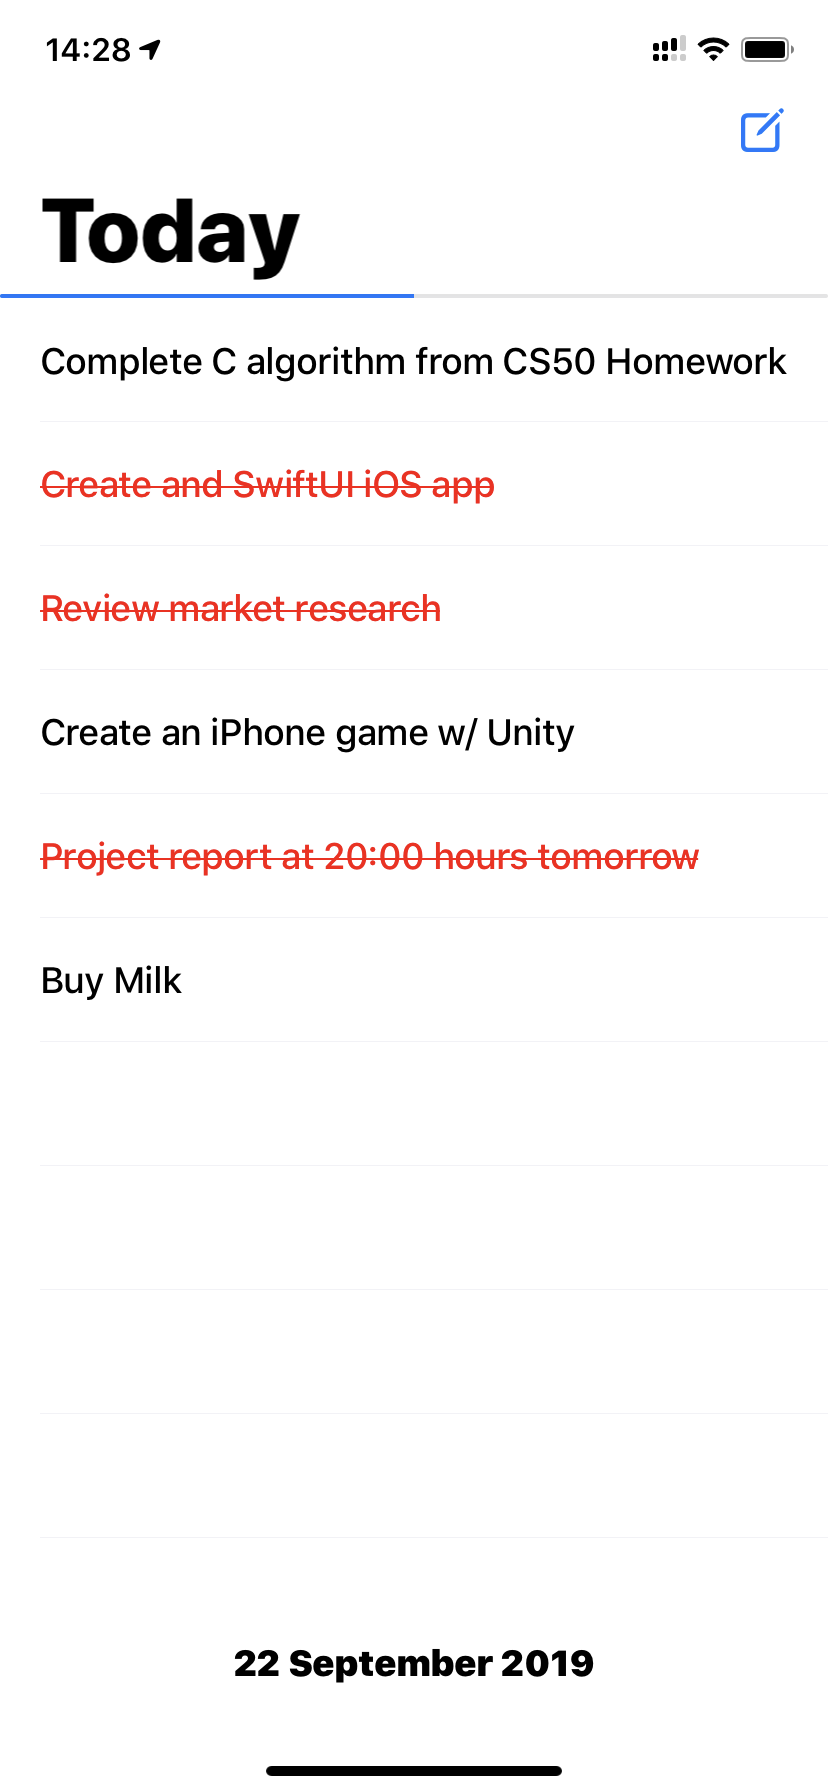 14:28
Today
Complete C algorithm from CS50 Homework
Create and SwiftUI iOS app
Review market research
Create an iPhone game w/ Unity
Project report at 20:00 hours tomorrow
Buy Milk
22 September 2019